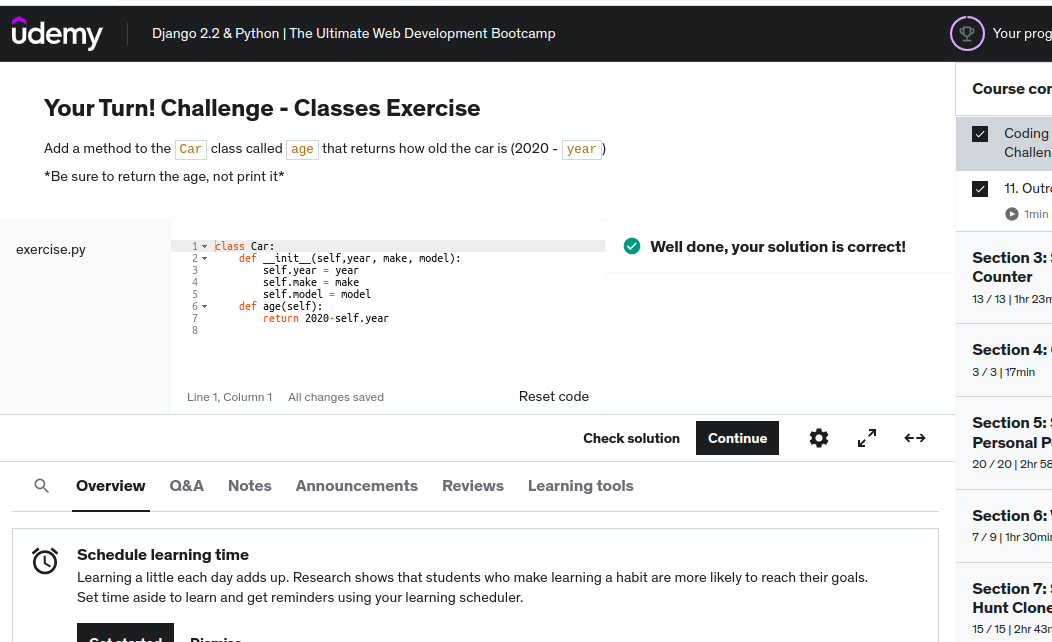 udemy
Django 2.2 & Python | The Ultimate Web Development Bootcamp
Your prog
Your Turn! Challenge - Classes Exercise
Add a method to the Car class called age that returns how old the car is (2020 - year)
*Be sure to return the age, not print it*
exercise.py
1 class Car:
2 def __init__(self,year, make, model):
3 self.year = year
4 self.make = make
5 self.model = model
6 def age(self):
7 return 2020-self.year
8
Line 1, Column 1 All changes saved
Reset code
Well done, your solution is correct!
Check solution
Continue
Overview
Q&A
Notes
Announcements
Reviews
Learning tools
Schedule learning time
Learning a little each day adds up. Research shows that students who make learning a habit are more likely to reach their goals.
Set time aside to learn and get reminders using your learning scheduler.
Get started
Dismiss
Course con
Coding
Challen
11. Outro
1min
Section 3: S
Counter
13 / 13 | 1hr 23m
Section 4:
3 / 3 | 17min
Section 5: S
Personal Po
20 / 20 | 2hr 58
Section 6:
7 / 9 | 1hr 30min
Section 7: S
Hunt Clone
15 / 15 | 2hr 43m